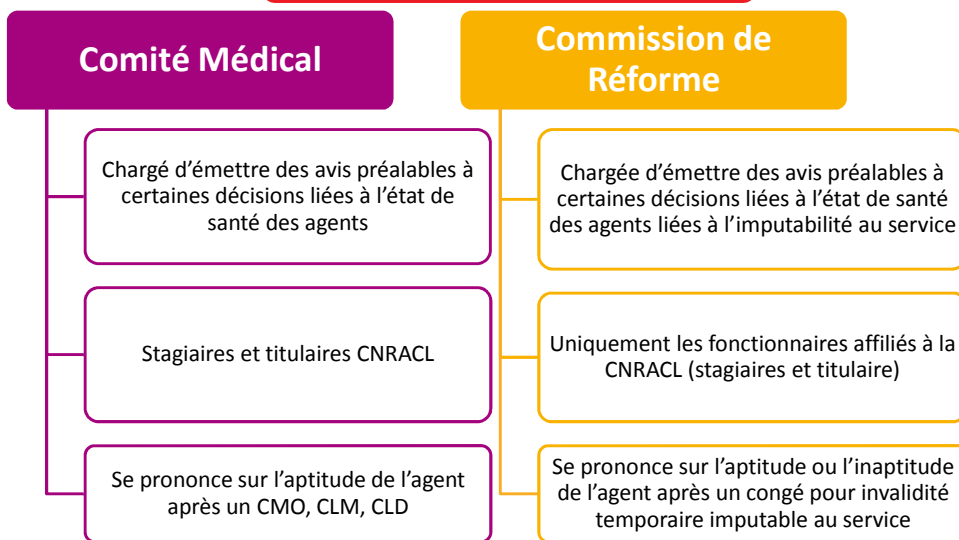 Comité Médical
Chargé d'émettre des avis préalables à
certaines décisions liées à l'état de
santé des agents
Stagiaires et titulaires CNRACL
Se prononce sur l'aptitude de l'agent
après un CMO, CLM, CLD
Commission de
Réforme
Chargée d'émettre des avis préalables à
certaines décisions liées à l'état de santé
des agents liées à l'imputabilité au service
Uniquement les fonctionnaires affiliés à la
CNRACL (stagiaires et titulaire)
Se prononce sur l'aptitude ou l'inaptitude
de l'agent après un congé pour invalidité
temporaire imputable au service